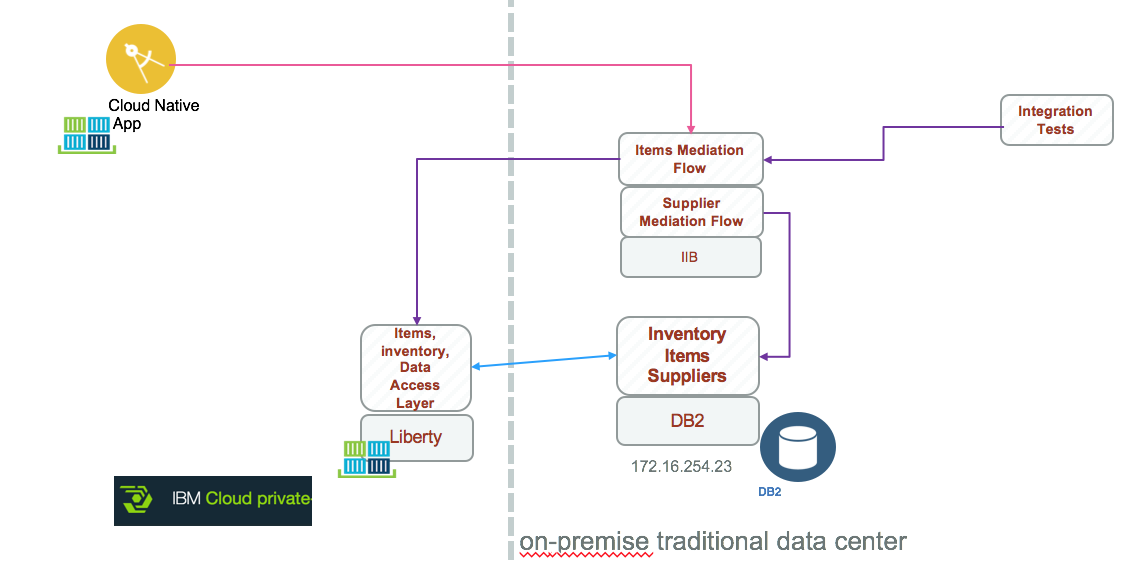 Cloud Native
App
Integration
Tests
Items Mediation
Flow
Supplier
Mediation Flow
IIB
Items,
inventory,
Data
Access
Layer
Liberty
Inventory
Items
Suppliers
DB2
172.16.254.23
DB2
IBM Cloud private
on-premise traditional data center